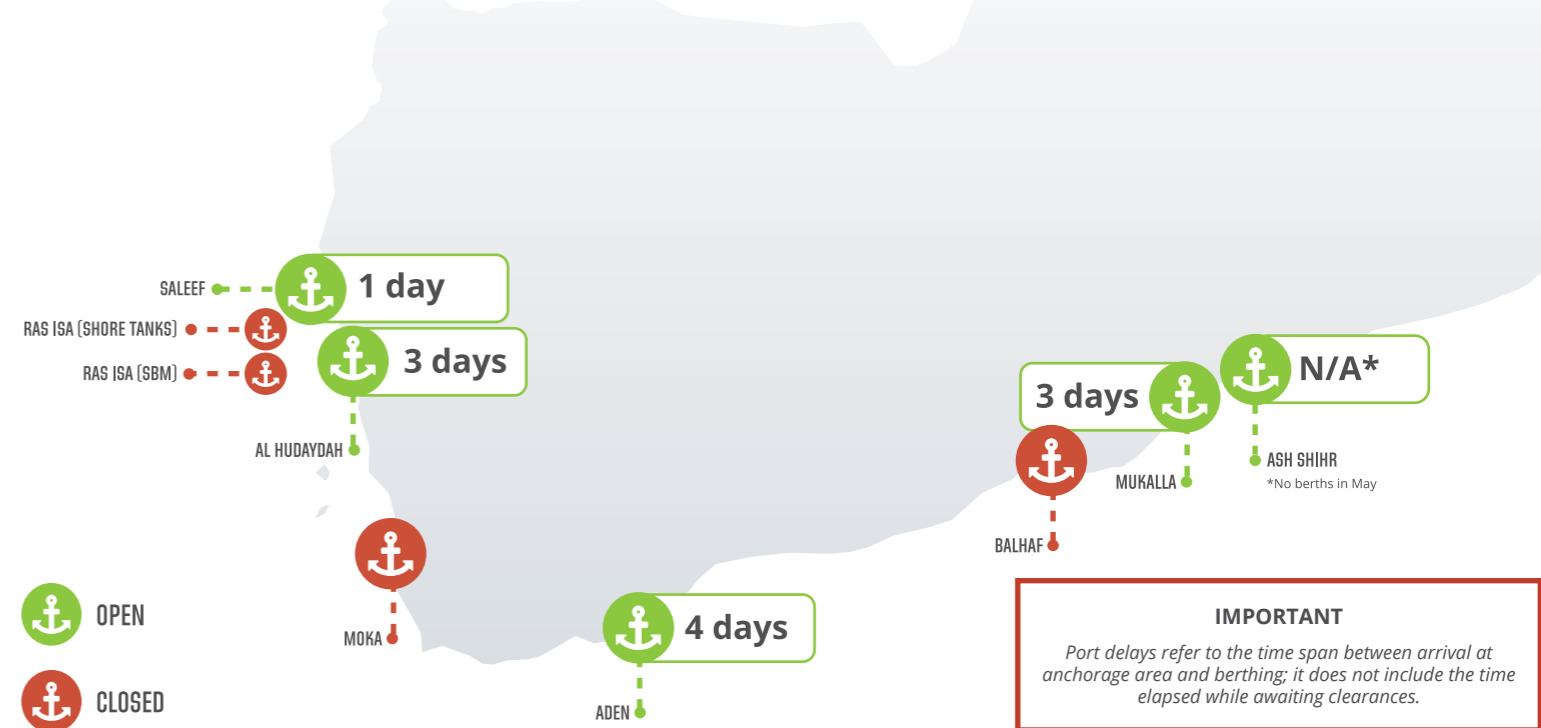 SALEEF
1 day
RAS ISA (SHORE TANKS)
RAS ISA (SBM)
3 days
AL HUDAYDAH
3 days
N/A*
MUKALLA
ASH SHIHR
*No berths in May
BALHAF
MOKA
4 days
ADEN
OPEN
CLOSED
IMPORTANT
Port delays refer to the time span between arrival at
anchorage area and berthing; it does not include the time
elapsed while awaiting clearances.